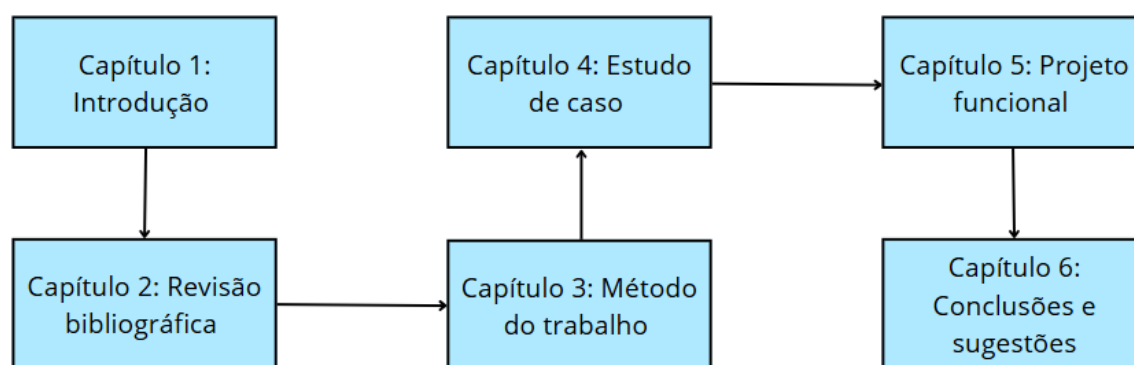 Capítulo 1:
Introdução
Capítulo 2: Revisão
bibliográfica
Capítulo 3: Método
do trabalho
Capítulo 4: Estudo
de caso
Capítulo 5: Projeto
funcional
Capítulo 6:
Conclusões e
sugestões